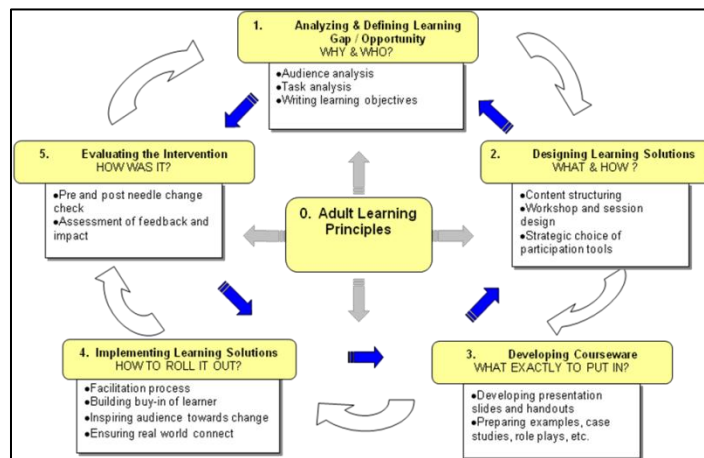 1. Analyzing & Defining Learning
Gap / Opportunity
WHY & WHO?
●Audience analysis
●Task analysis
●Writing learning objectives
5. Evaluating the Intervention
HOW WAS IT?
●Pre and post needle change
check
●Assessment of feedback and
impact
0. Adult Learning
Principles
2. Designing Learning Solutions
WHAT & HOW ?
●Content structuring
●Workshop and session
design
●Strategic choice of
participation tools
4. Implementing Learning Solutions
HOW TO ROLL IT OUT?
●Facilitation process
●Building buy-in of learner
●Inspiring audience towards change
●Ensuring real world connect
3. Developing Courseware
WHAT EXACTLY TO PUT IN?
●Developing presentation
slides and handouts
●Preparing examples, case
studies, role plays, etc.